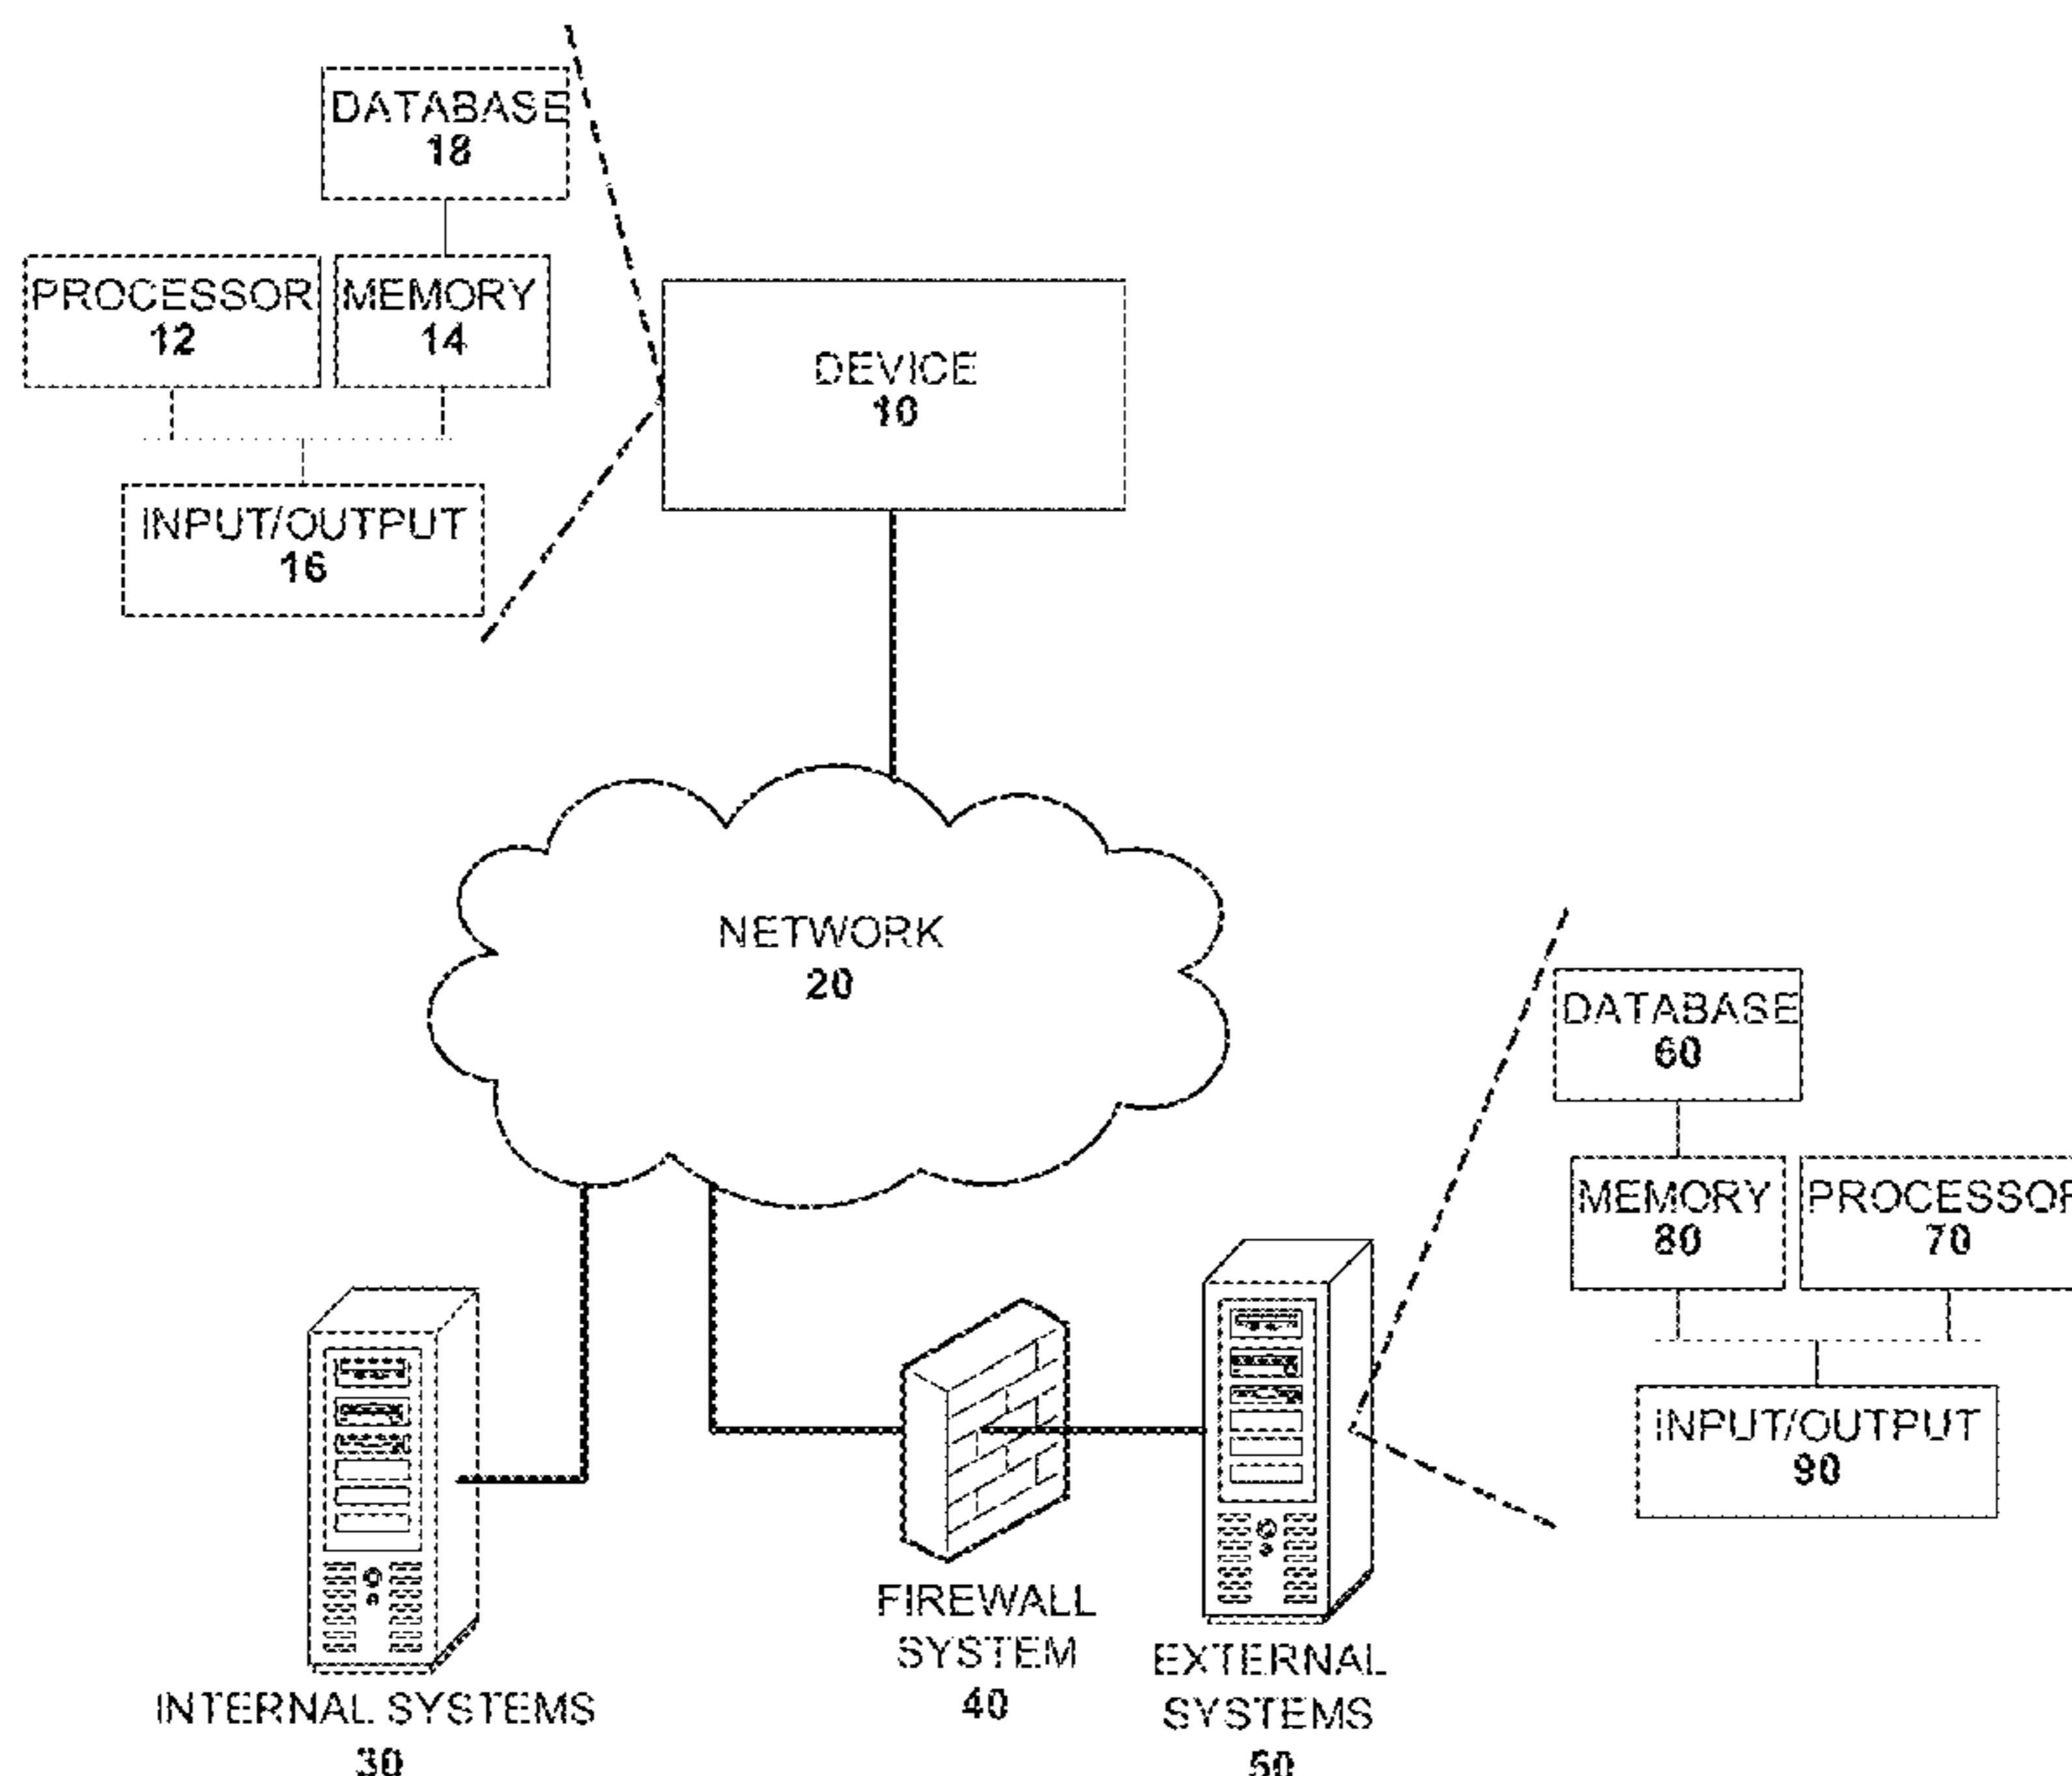 DATABASE
18
PROCESSOR
12
MEMORY
14
INPUT/OUTPUT
16
DEVICE
10
NETWORK
20
DATABASE
60
MEMORY
80
PROCESSOR
70
INPUT/OUTPUT
90
INTERNAL SYSTEMS
30
FIREWALL
SYSTEM
40
EXTERNAL
SYSTEMS
50